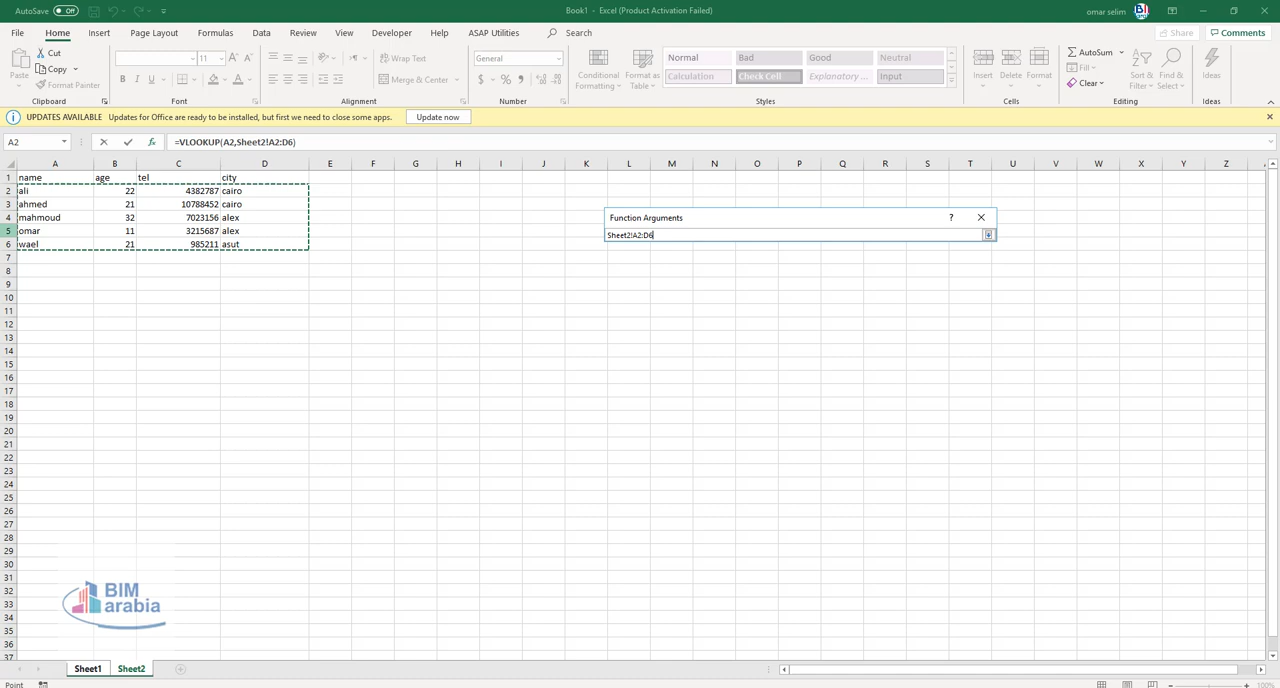 AutoSave Off
Book1 - Excel (Product Activation Failed)
omar selim
File Home Insert Page Layout Formulas Data Review View Developer Help ASAP Utilities Search
Share Comments
Paste
Cut
Copy
Format Painter
Clipboard
11
B I U
Font
Wrap Text
Merge & Center
Alignment
General
$ % ,
Number
Conditional Formatting
Format as Table
Normal Bad Good Neutral
Calculation Check Cell Explanatory ... Input
Styles
Insert Delete Format
Cells
AutoSum
Fill
Clear
Sort & Filter
Find & Select
Editing
Ideas
Ideas
UPDATES AVAILABLE Updates for Office are ready to be installed, but first we need to close some apps. Update now
A2 fx =VLOOKUP(A2,Sheet2!A2:D6)
A B C D E F G H I J K L M N O P Q R S T U V W X Y Z
1 name age tel city
2 ali 22 4382787 cairo
3 ahmed 21 10788452 cairo
4 mahmoud 32 7023156 alex
5 omar 11 3215687 alex
6 wael 21 985211 asut
7
8
9
10
11
12
13
14
15
16
17
18
19
20
21
22
23
24
25
26
27
28
29
30
31
32
33
34
35
36
37
Function Arguments ?
Sheet2!A2:D6
BIM
arabia
Sheet1 Sheet2
Point
100%